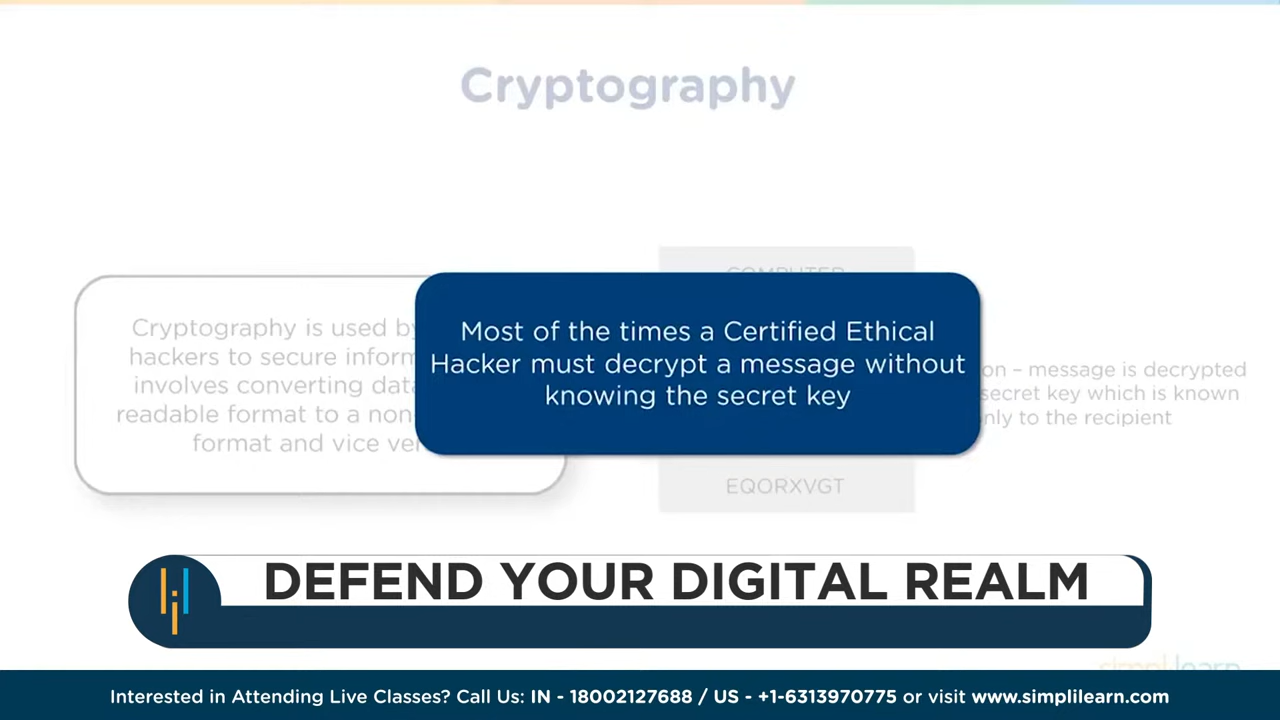 Cryptography
COMPUTER
Cryptography is used by
hackers to secure inform
involves converting data
readable format to a non
format and vice ver
Most of the times a Certified Ethical
Hacker must decrypt a message without
knowing the secret key
on – message is decrypted
secret key which is known
only to the recipient
EQORXVGT
DEFEND YOUR DIGITAL REALM
simplilearn
Interested in Attending Live Classes? Call Us: IN - 18002127688 / US - +1-6313970775 or visit www.simplilearn.com